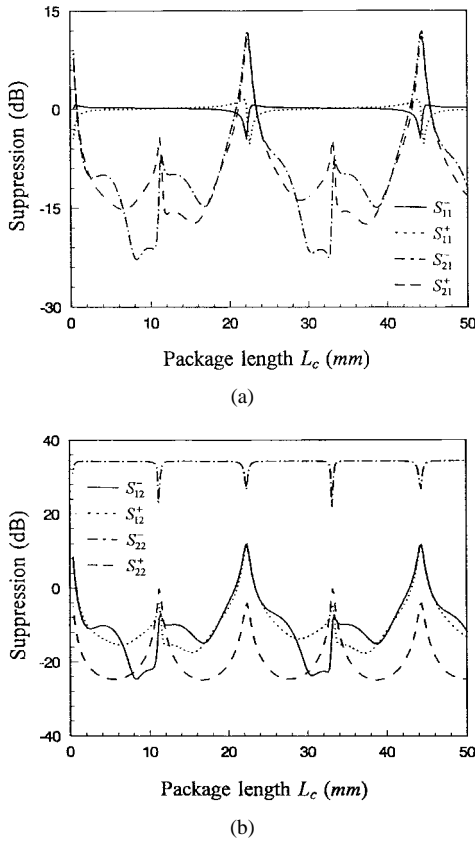 15
0
-15
-30
Suppression (dB)
S₁₁⁻
S₁₁⁺
S₂₁⁻
S₂₁⁺
0 10 20 30 40 50
Package length L_c (mm)
(a)
40
20
0
-20
-40
Suppression (dB)
S₁₂⁻
S₁₂⁺
S₂₂⁻
S₂₂⁺
0 10 20 30 40 50
Package length L_c (mm)
(b)